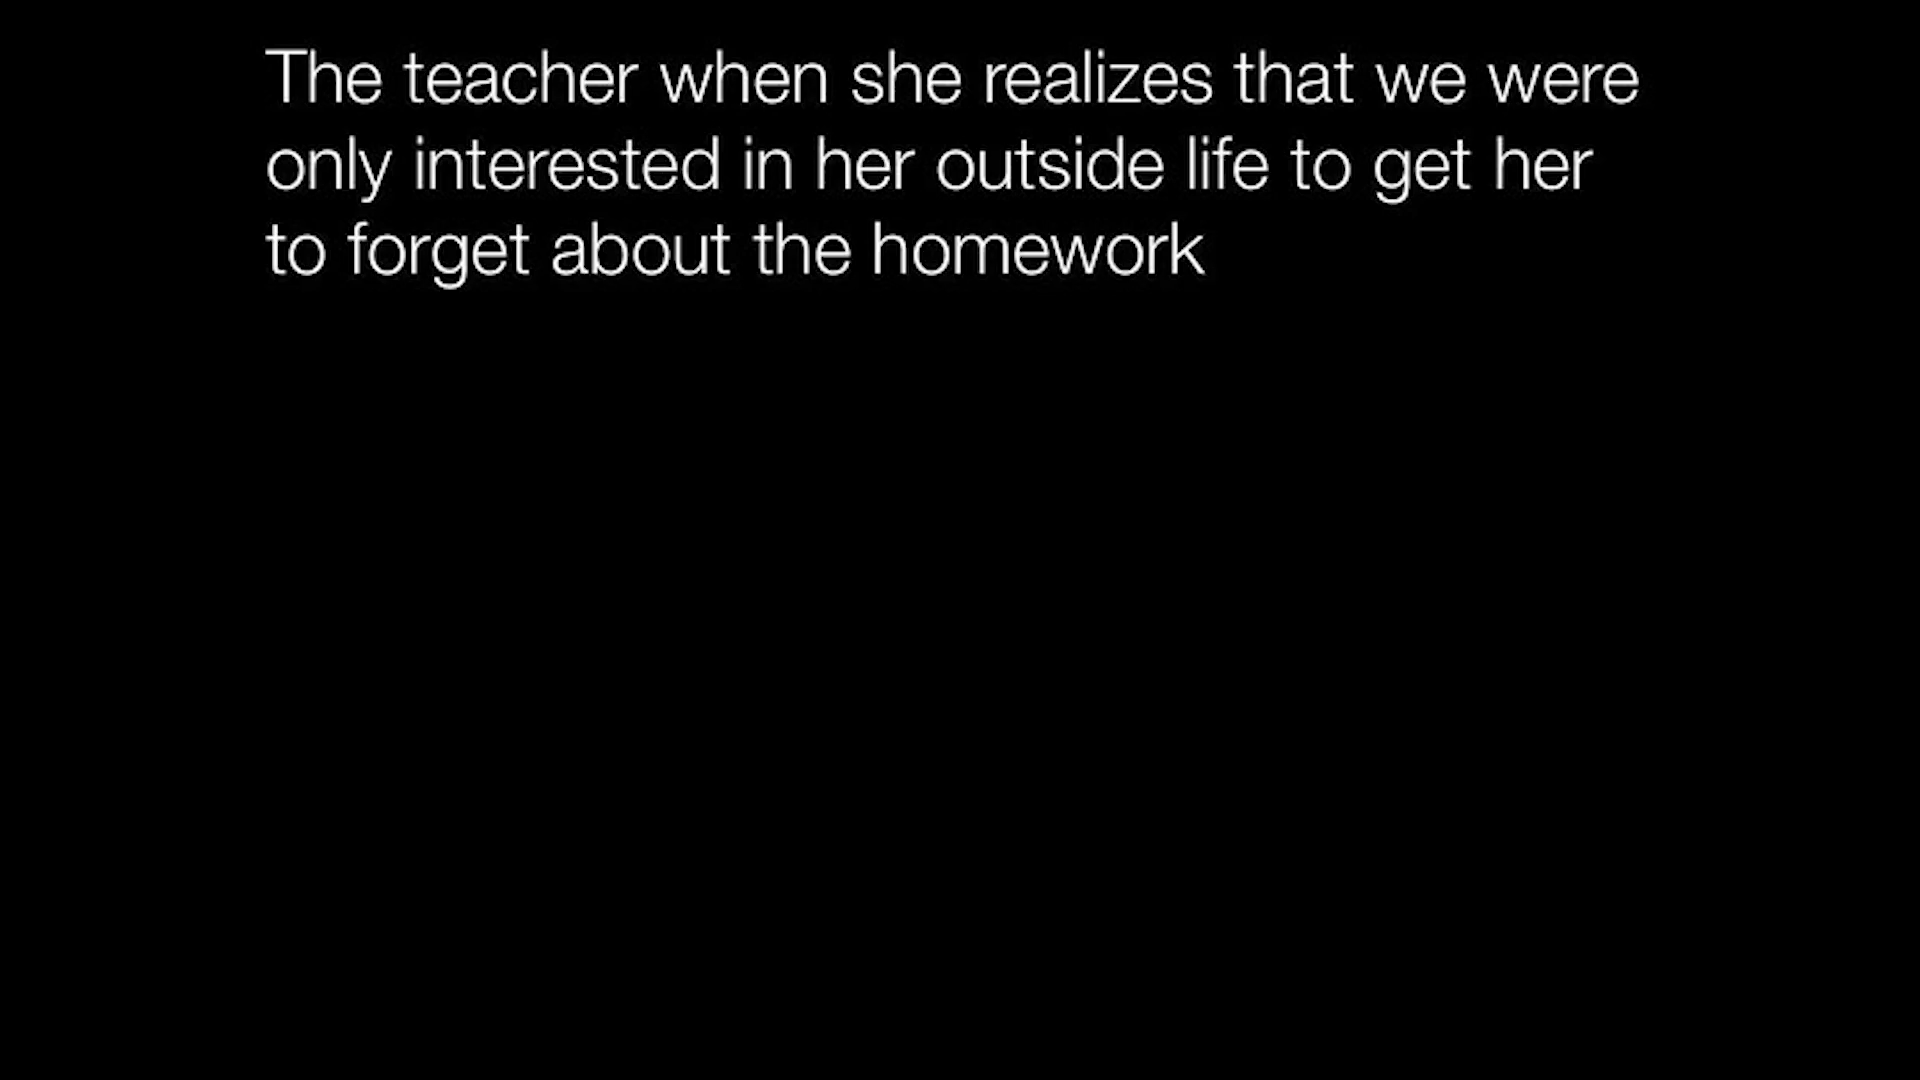 The teacher when she realizes that we were
only interested in her outside life to get her
to forget about the homework